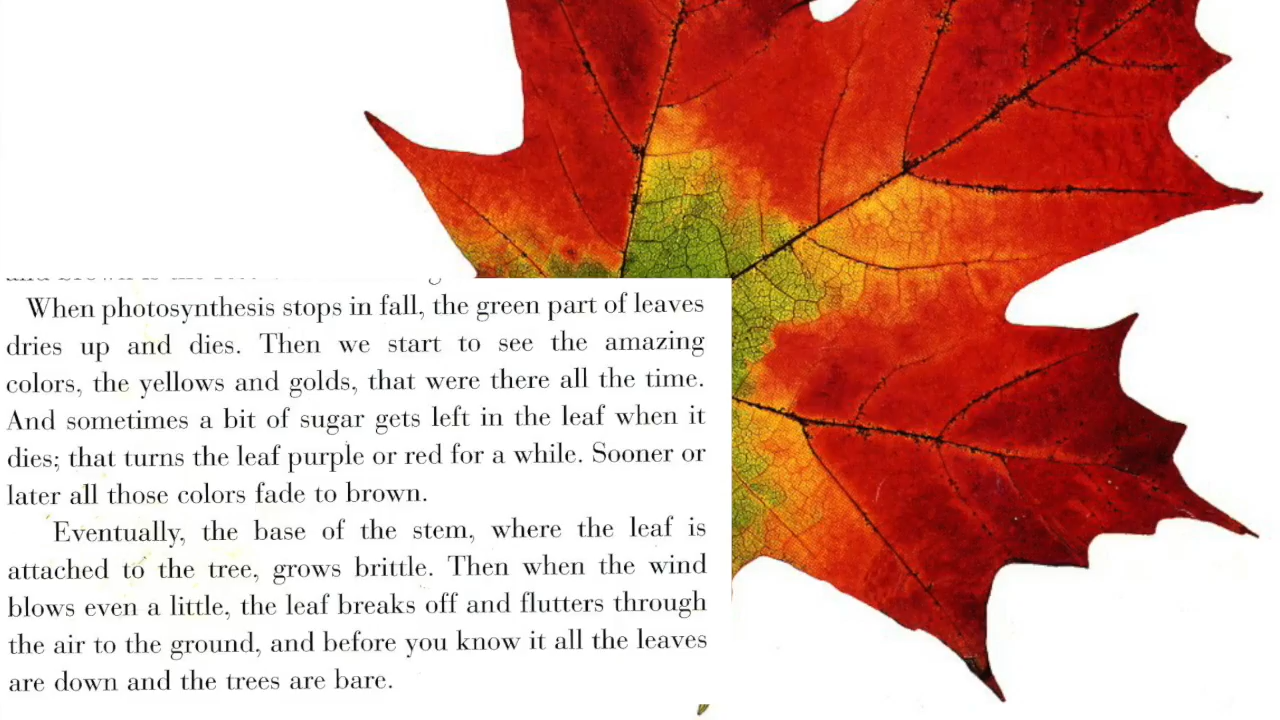 When photosynthesis stops in fall, the green part of leaves
dries up and dies. Then we start to see the amazing
colors, the yellows and golds, that were there all the time.
And sometimes a bit of sugar gets left in the leaf when it
dies; that turns the leaf purple or red for a while. Sooner or
later all those colors fade to brown.
Eventually, the base of the stem, where the leaf is
attached to the tree, grows brittle. Then when the wind
blows even a little, the leaf breaks off and flutters through
the air to the ground, and before you know it all the leaves
are down and the trees are bare.